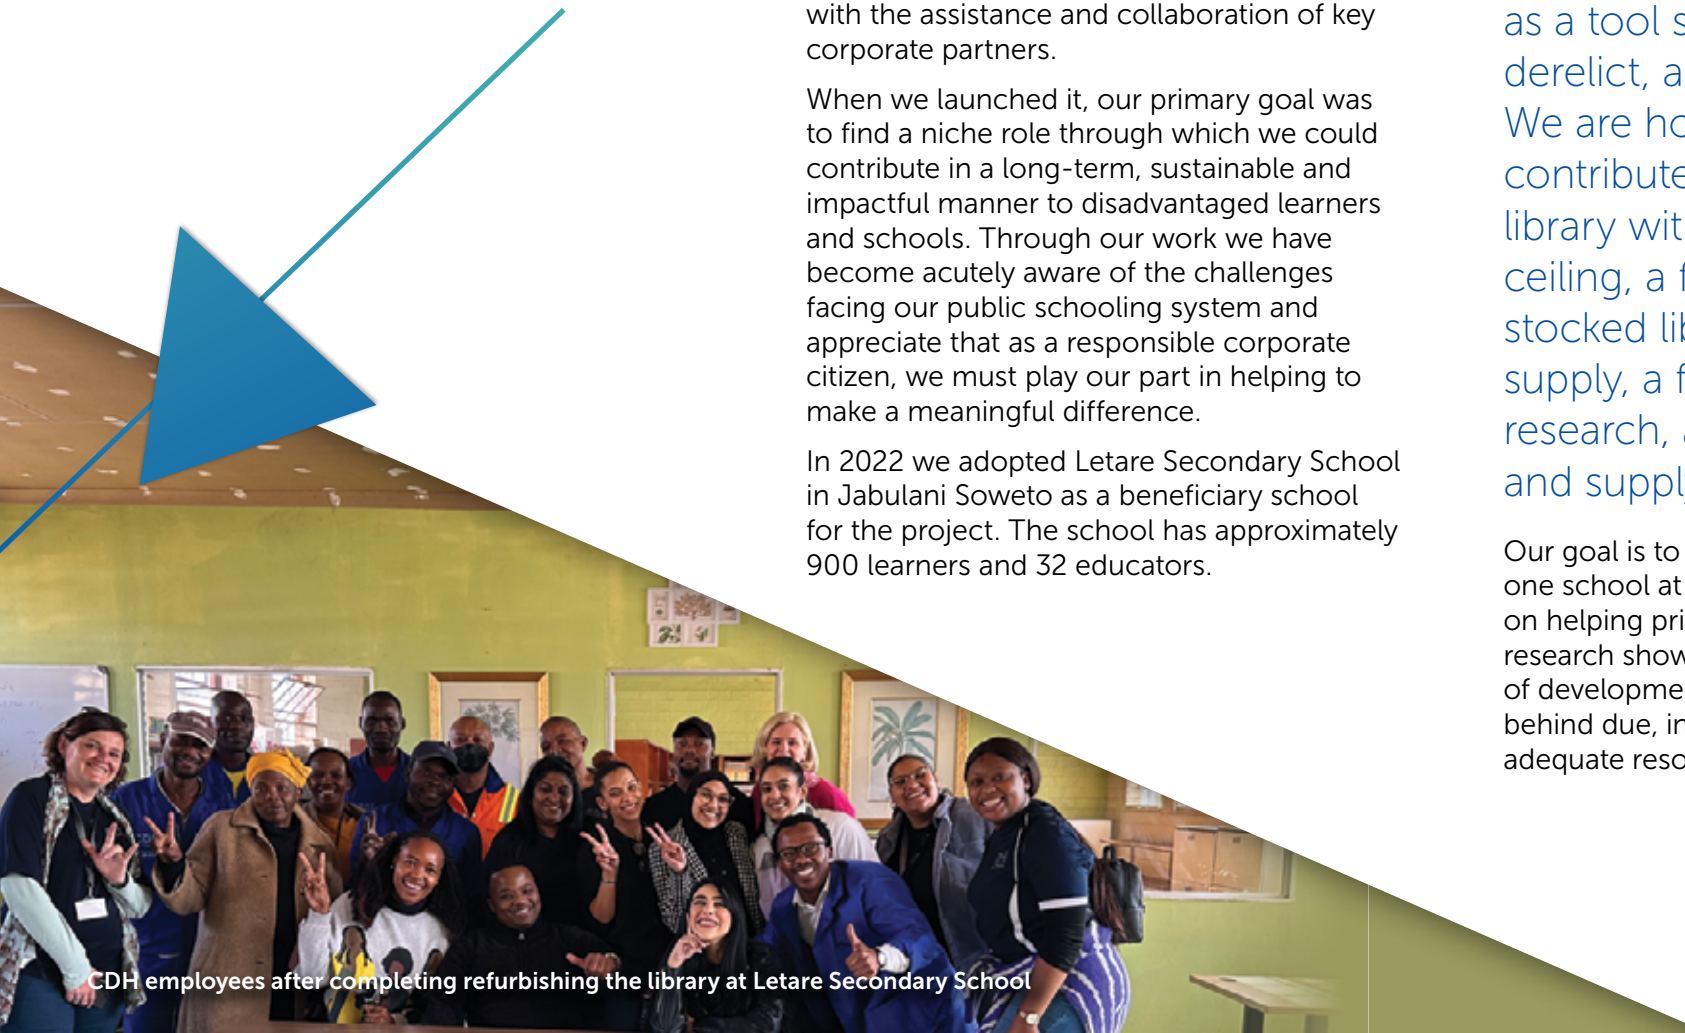 with the assistance and collaboration of key
corporate partners.
When we launched it, our primary goal was
to find a niche role through which we could
contribute in a long-term, sustainable and
impactful manner to disadvantaged learners
and schools. Through our work we have
become acutely aware of the challenges
facing our public schooling system and
appreciate that as a responsible corporate
citizen, we must play our part in helping to
make a meaningful difference.
In 2022 we adopted Letare Secondary School
in Jabulani Soweto as a beneficiary school
for the project. The school has approximately
900 learners and 32 educators.
as a tool
derelict,
We are
contribute
library
ceiling, a
stocked
supply, a
research,
and
Our goal is to
one school at
on helping
research
of
behind due,
adequate
CDH employees after completing refurbishing the library at Letare Secondary School